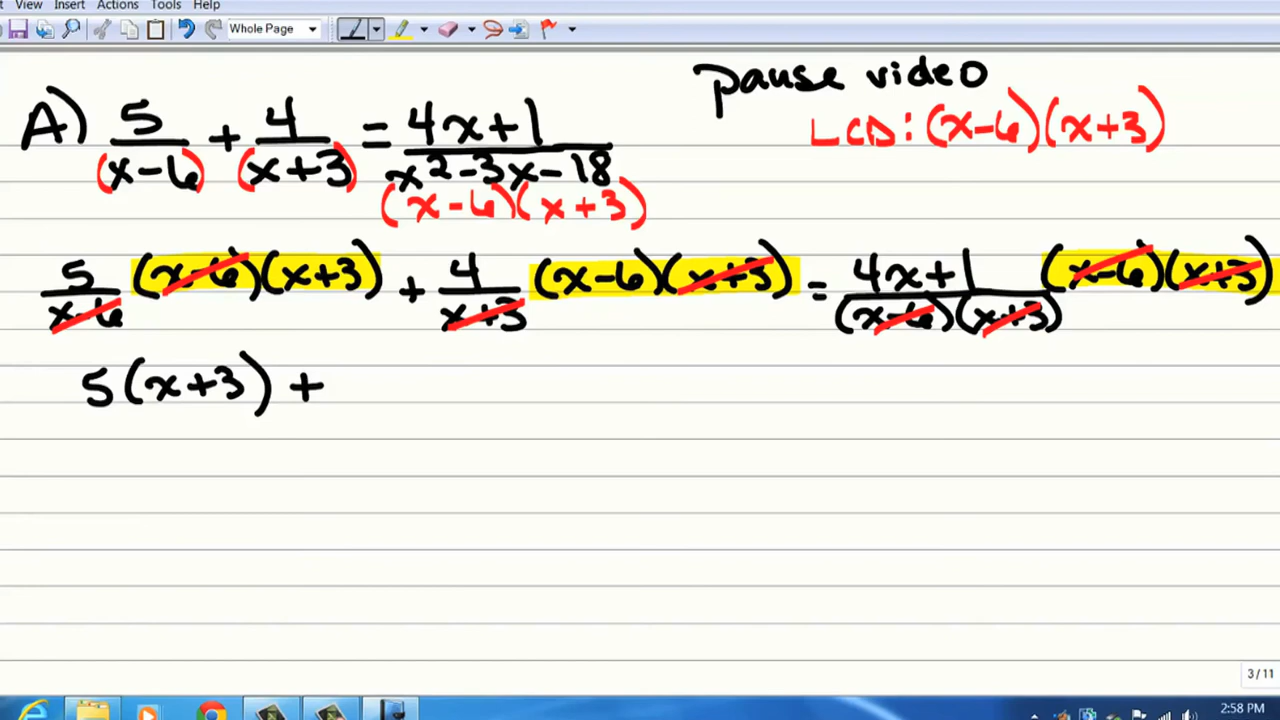 View Insert Actions Tools Help
Whole Page
pause video
A) 5/(x-6) + 4/(x+3) = 4x+1/x²-3x-18
LCD: (x-6)(x+3)
(x-6)(x+3)
5/x-6 (x-6)(x+3) + 4/x+3 (x-6)(x+3) = 4x+1/(x-6)(x+3) (x-6)(x+3)
5(x+3) +
3/11
2:58 PM